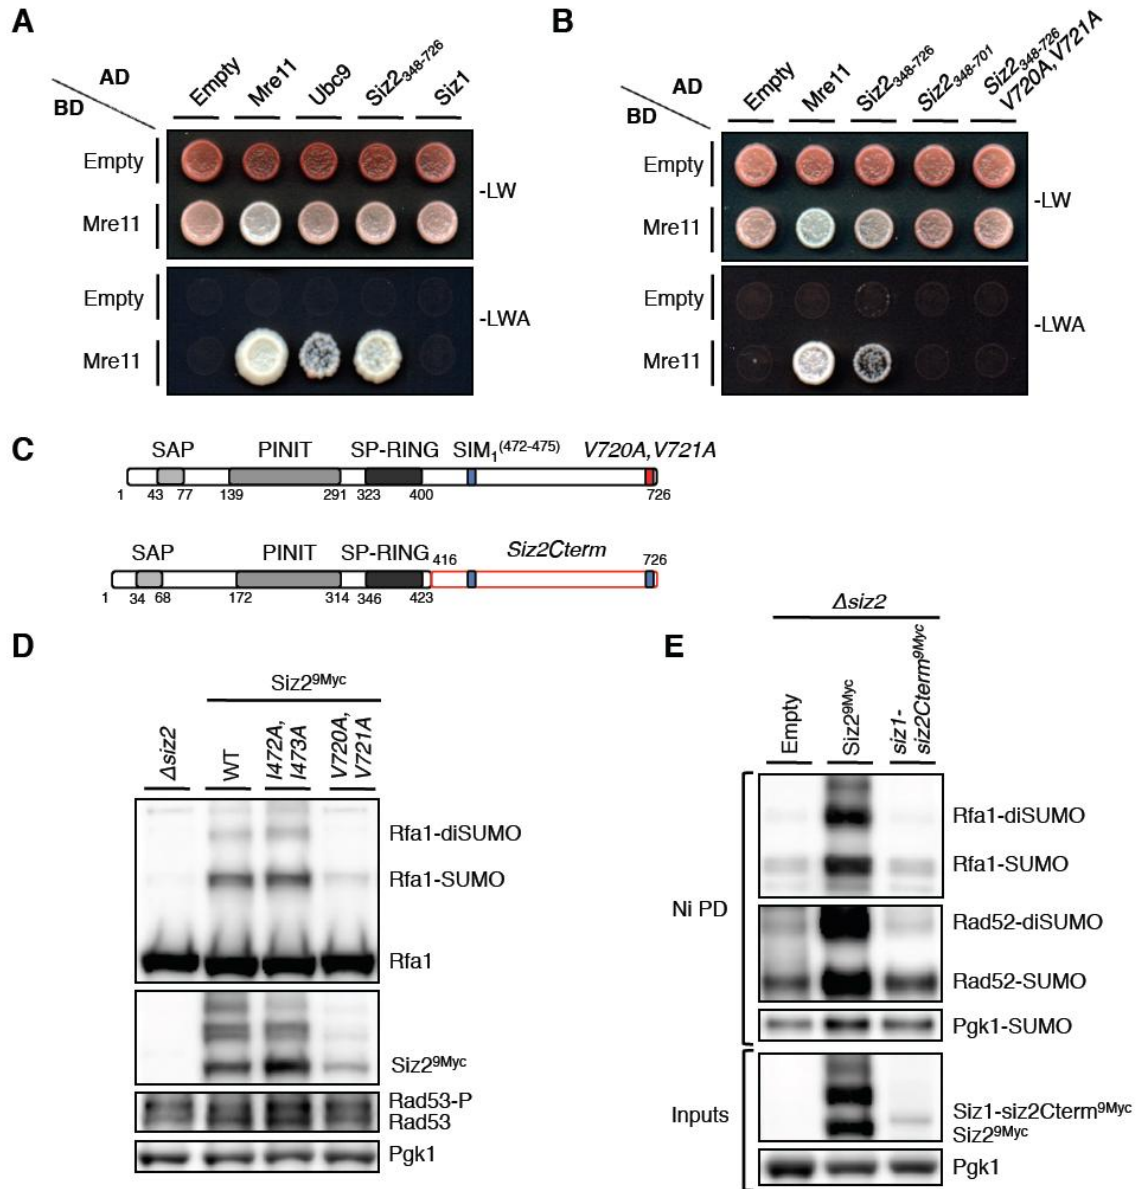 A
AD
BD
Empty
Mre11
Ubc9
Siz2348-726
Siz1
Empty
Mre11
-LW
Empty
Mre11
-LWA
B
AD
BD
Empty
Mre11
Siz2348-726
Siz2348-701
Siz2348-726
V720A,V721A
Empty
Mre11
-LW
Empty
Mre11
-LWA
C
SAP PINIT SP-RING SIM1(472-475) V720A,V721A
1 43 77 139 291 323 400 726
SAP PINIT SP-RING 416 Siz2Cterm 726
1 34 68 172 314 346 423
D
Siz29Myc
Δsiz2
WT
I472A,
I473A
V720A,
V721A
Rfa1-diSUMO
Rfa1-SUMO
Rfa1
Siz29Myc
Rad53-P
Rad53
Pgk1
E
Δsiz2
Empty
Siz29Myc
siz1-
siz2Cterm9Myc
Ni PD
Rfa1-diSUMO
Rfa1-SUMO
Rad52-diSUMO
Rad52-SUMO
Pgk1-SUMO
Inputs
Siz1-siz2Cterm9Myc
Siz29Myc
Pgk1